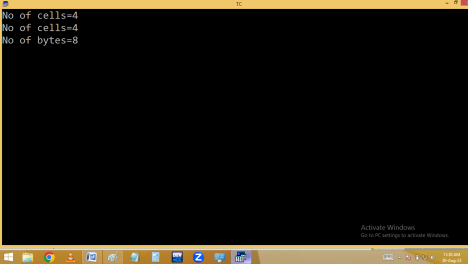 TC
No of cells=4
No of cells=4
No of bytes=8
Activate Windows
Go to PC settings to activate Windows.